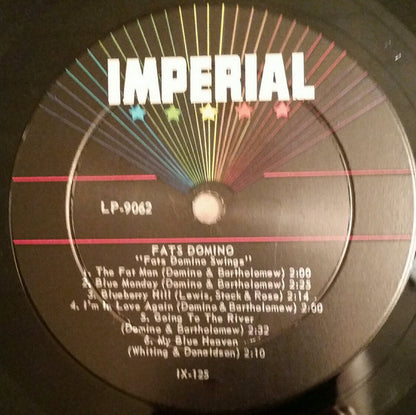 IMPERIAL
LP-9062
FATS DOMINO
"Fats Domino Swings"
1. The Fat Man (Domino & Bartholomew) 2:00
2. Blue Monday (Domino & Bartholomew) 2:25
3. Blueberry Hill (Lewis, Stock & Rose) 2:14
4. I'm In Love Again (Domino & Bartholomew) 2:00
5. Going To The River
(Domino & Bartholomew) 2:32
6. My Blue Heaven
(Whiting & Donaldson) 2:10
IX-125